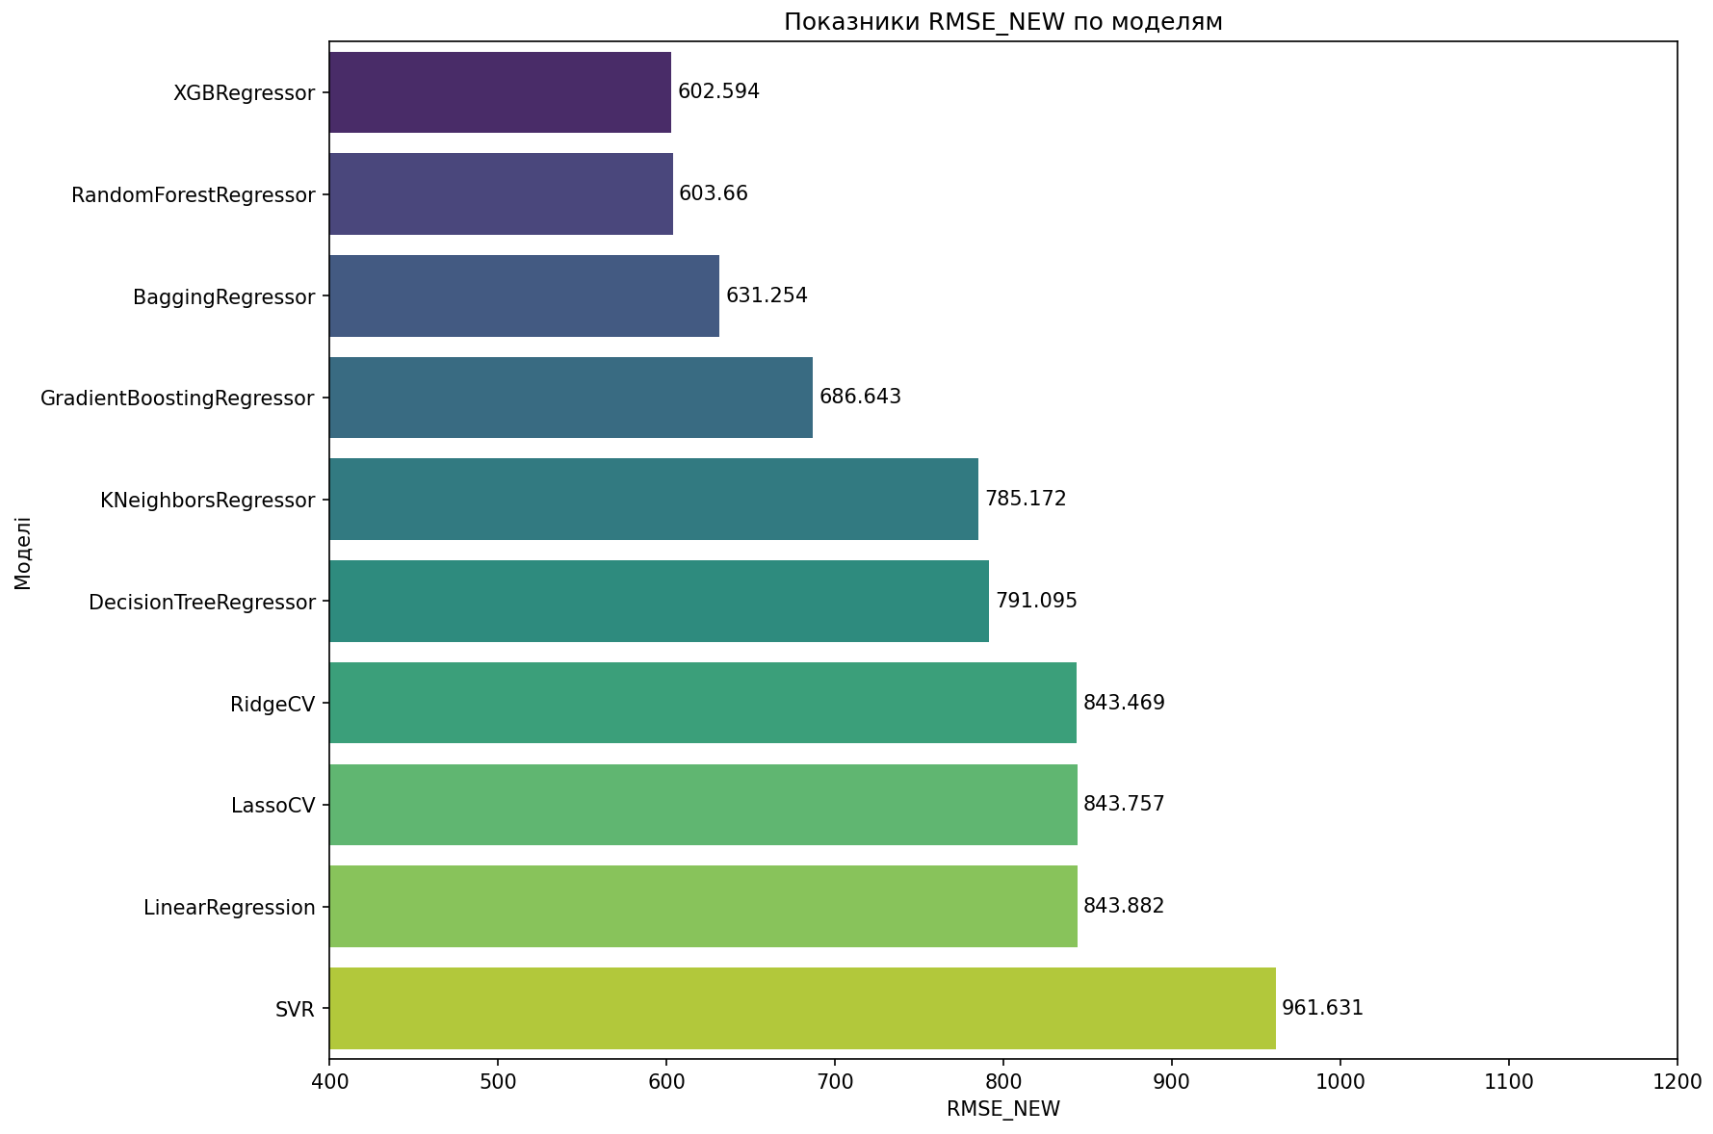 Показники RMSE_NEW по моделям
XGBRegressor
602.594
RandomForestRegressor
603.66
BaggingRegressor
631.254
GradientBoostingRegressor
686.643
KNeighborsRegressor
785.172
DecisionTreeRegressor
791.095
RidgeCV
843.469
LassoCV
843.757
LinearRegression
843.882
SVR
961.631
Моделі
400 500 600 700 800 900 1000 1100 1200
RMSE_NEW